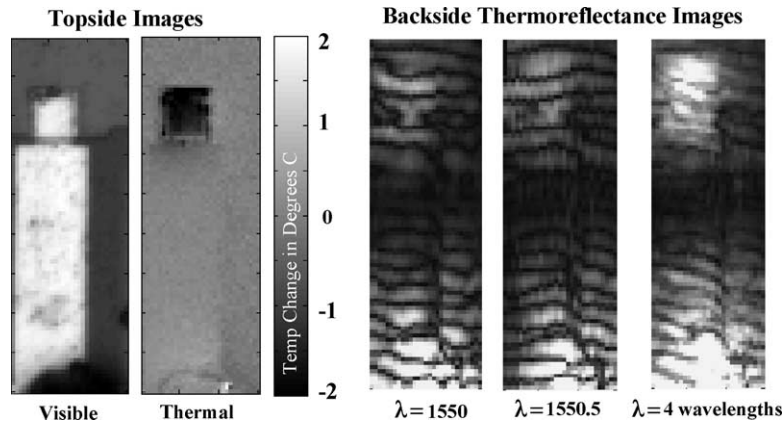 Topside Images
Backside Thermoreflectance Images
2
1
0
-1
-2
Temp Change in Degrees C
Visible
Thermal
λ=1550
λ=1550.5
λ=4 wavelengths